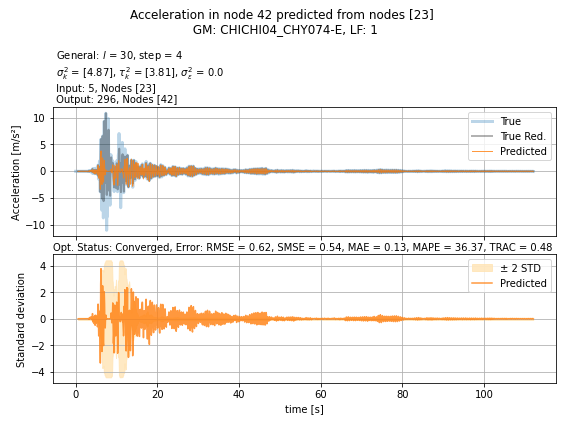 Acceleration in node 42 predicted from nodes [23]
GM: CHICHI04_CHY074-E, LF: 1
General: l = 30, step = 4
σ²ₖ = [4.87], τ²ₖ = [3.81], σ²ε = 0.0
Input: 5, Nodes [23]
Output: 296, Nodes [42]
Acceleration [m/s²]
10
5
0
−5
−10
True
True Red.
Predicted
Opt. Status: Converged, Error: RMSE = 0.62, SMSE = 0.54, MAE = 0.13, MAPE = 36.37, TRAC = 0.48
Standard deviation
4
2
0
−2
−4
± 2 STD
Predicted
0 20 40 60 80 100
time [s]